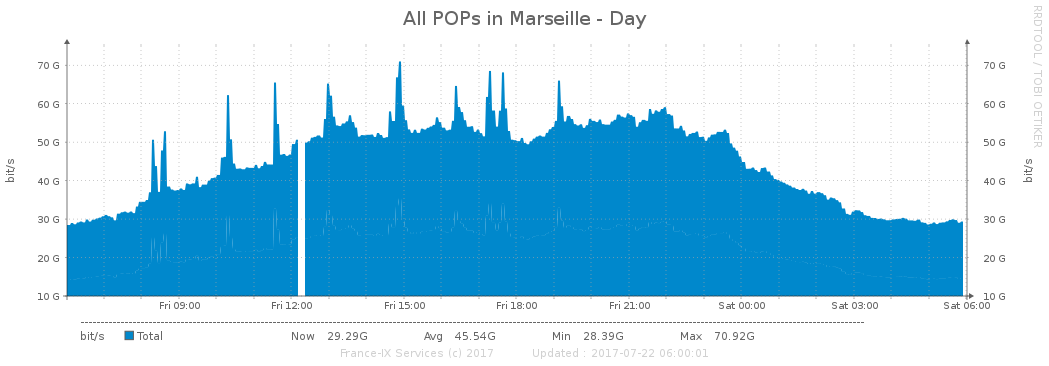 All POPs in Marseille - Day
RRDTOOL / TOBI OETIKER
bit/s
70 G 70 G
60 G 60 G
50 G 50 G
40 G 40 G
30 G 30 G
20 G 20 G
10 G 10 G
bit/s
Fri 09:00 Fri 12:00 Fri 15:00 Fri 18:00 Fri 21:00 Sat 00:00 Sat 03:00 Sat 06:00
bit/s Total Now 29.29G Avg 45.54G Min 28.39G Max 70.92G
France-IX Services (c) 2017 Updated : 2017-07-22 06:00:01